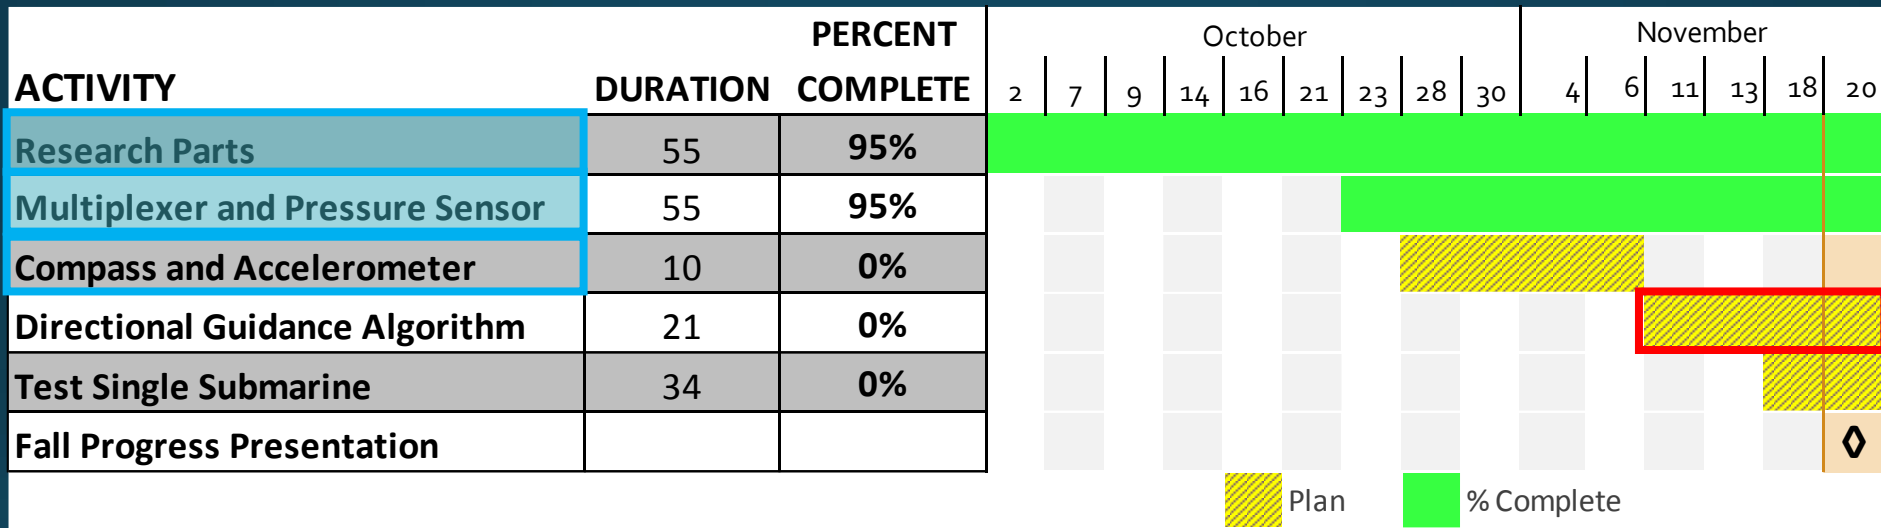 PERCENT October November
ACTIVITY DURATION COMPLETE 2 7 9 14 16 21 23 28 30 4 6 11 13 18 20
Research Parts 55 95%
Multiplexer and Pressure Sensor 55 95%
Compass and Accelerometer 10 0%
Directional Guidance Algorithm 21 0%
Test Single Submarine 34 0%
Fall Progress Presentation ◊
Plan % Complete